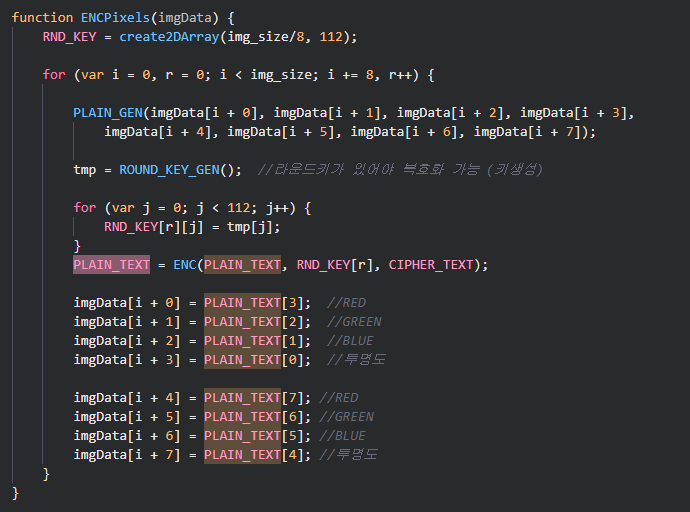 function ENCPixels(imgData) {
RND_KEY = create2DArray(img_size/8, 112);
for (var i = 0, r = 0; i < img_size; i += 8, r++) {
PLAIN_GEN(imgData[i + 0], imgData[i + 1], imgData[i + 2], imgData[i + 3],
imgData[i + 4], imgData[i + 5], imgData[i + 6], imgData[i + 7]);
tmp = ROUND_KEY_GEN();  //라운드키가 있어야 복호화 가능 (키생성)
for (var j = 0; j < 112; j++) {
RND_KEY[r][j] = tmp[j];
}
PLAIN_TEXT = ENC(PLAIN_TEXT, RND_KEY[r], CIPHER_TEXT);
imgData[i + 0] = PLAIN_TEXT[3];  //RED
imgData[i + 1] = PLAIN_TEXT[2];  //GREEN
imgData[i + 2] = PLAIN_TEXT[1];  //BLUE
imgData[i + 3] = PLAIN_TEXT[0];  //투명도
imgData[i + 4] = PLAIN_TEXT[7]; //RED
imgData[i + 5] = PLAIN_TEXT[6]; //GREEN
imgData[i + 6] = PLAIN_TEXT[5]; //BLUE
imgData[i + 7] = PLAIN_TEXT[4]; //투명도
}
}